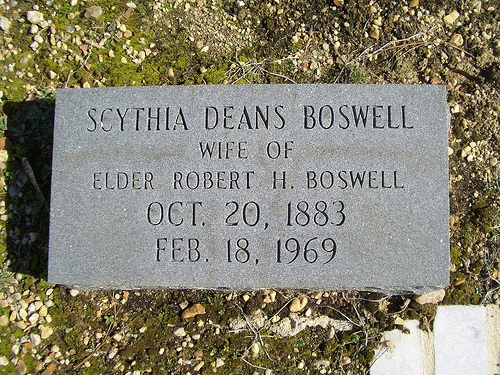 SCYTHIA DEANS BOSWELL
WIFE OF
ELDER ROBERT H. BOSWELL
OCT. 20, 1883
FEB. 18, 1969